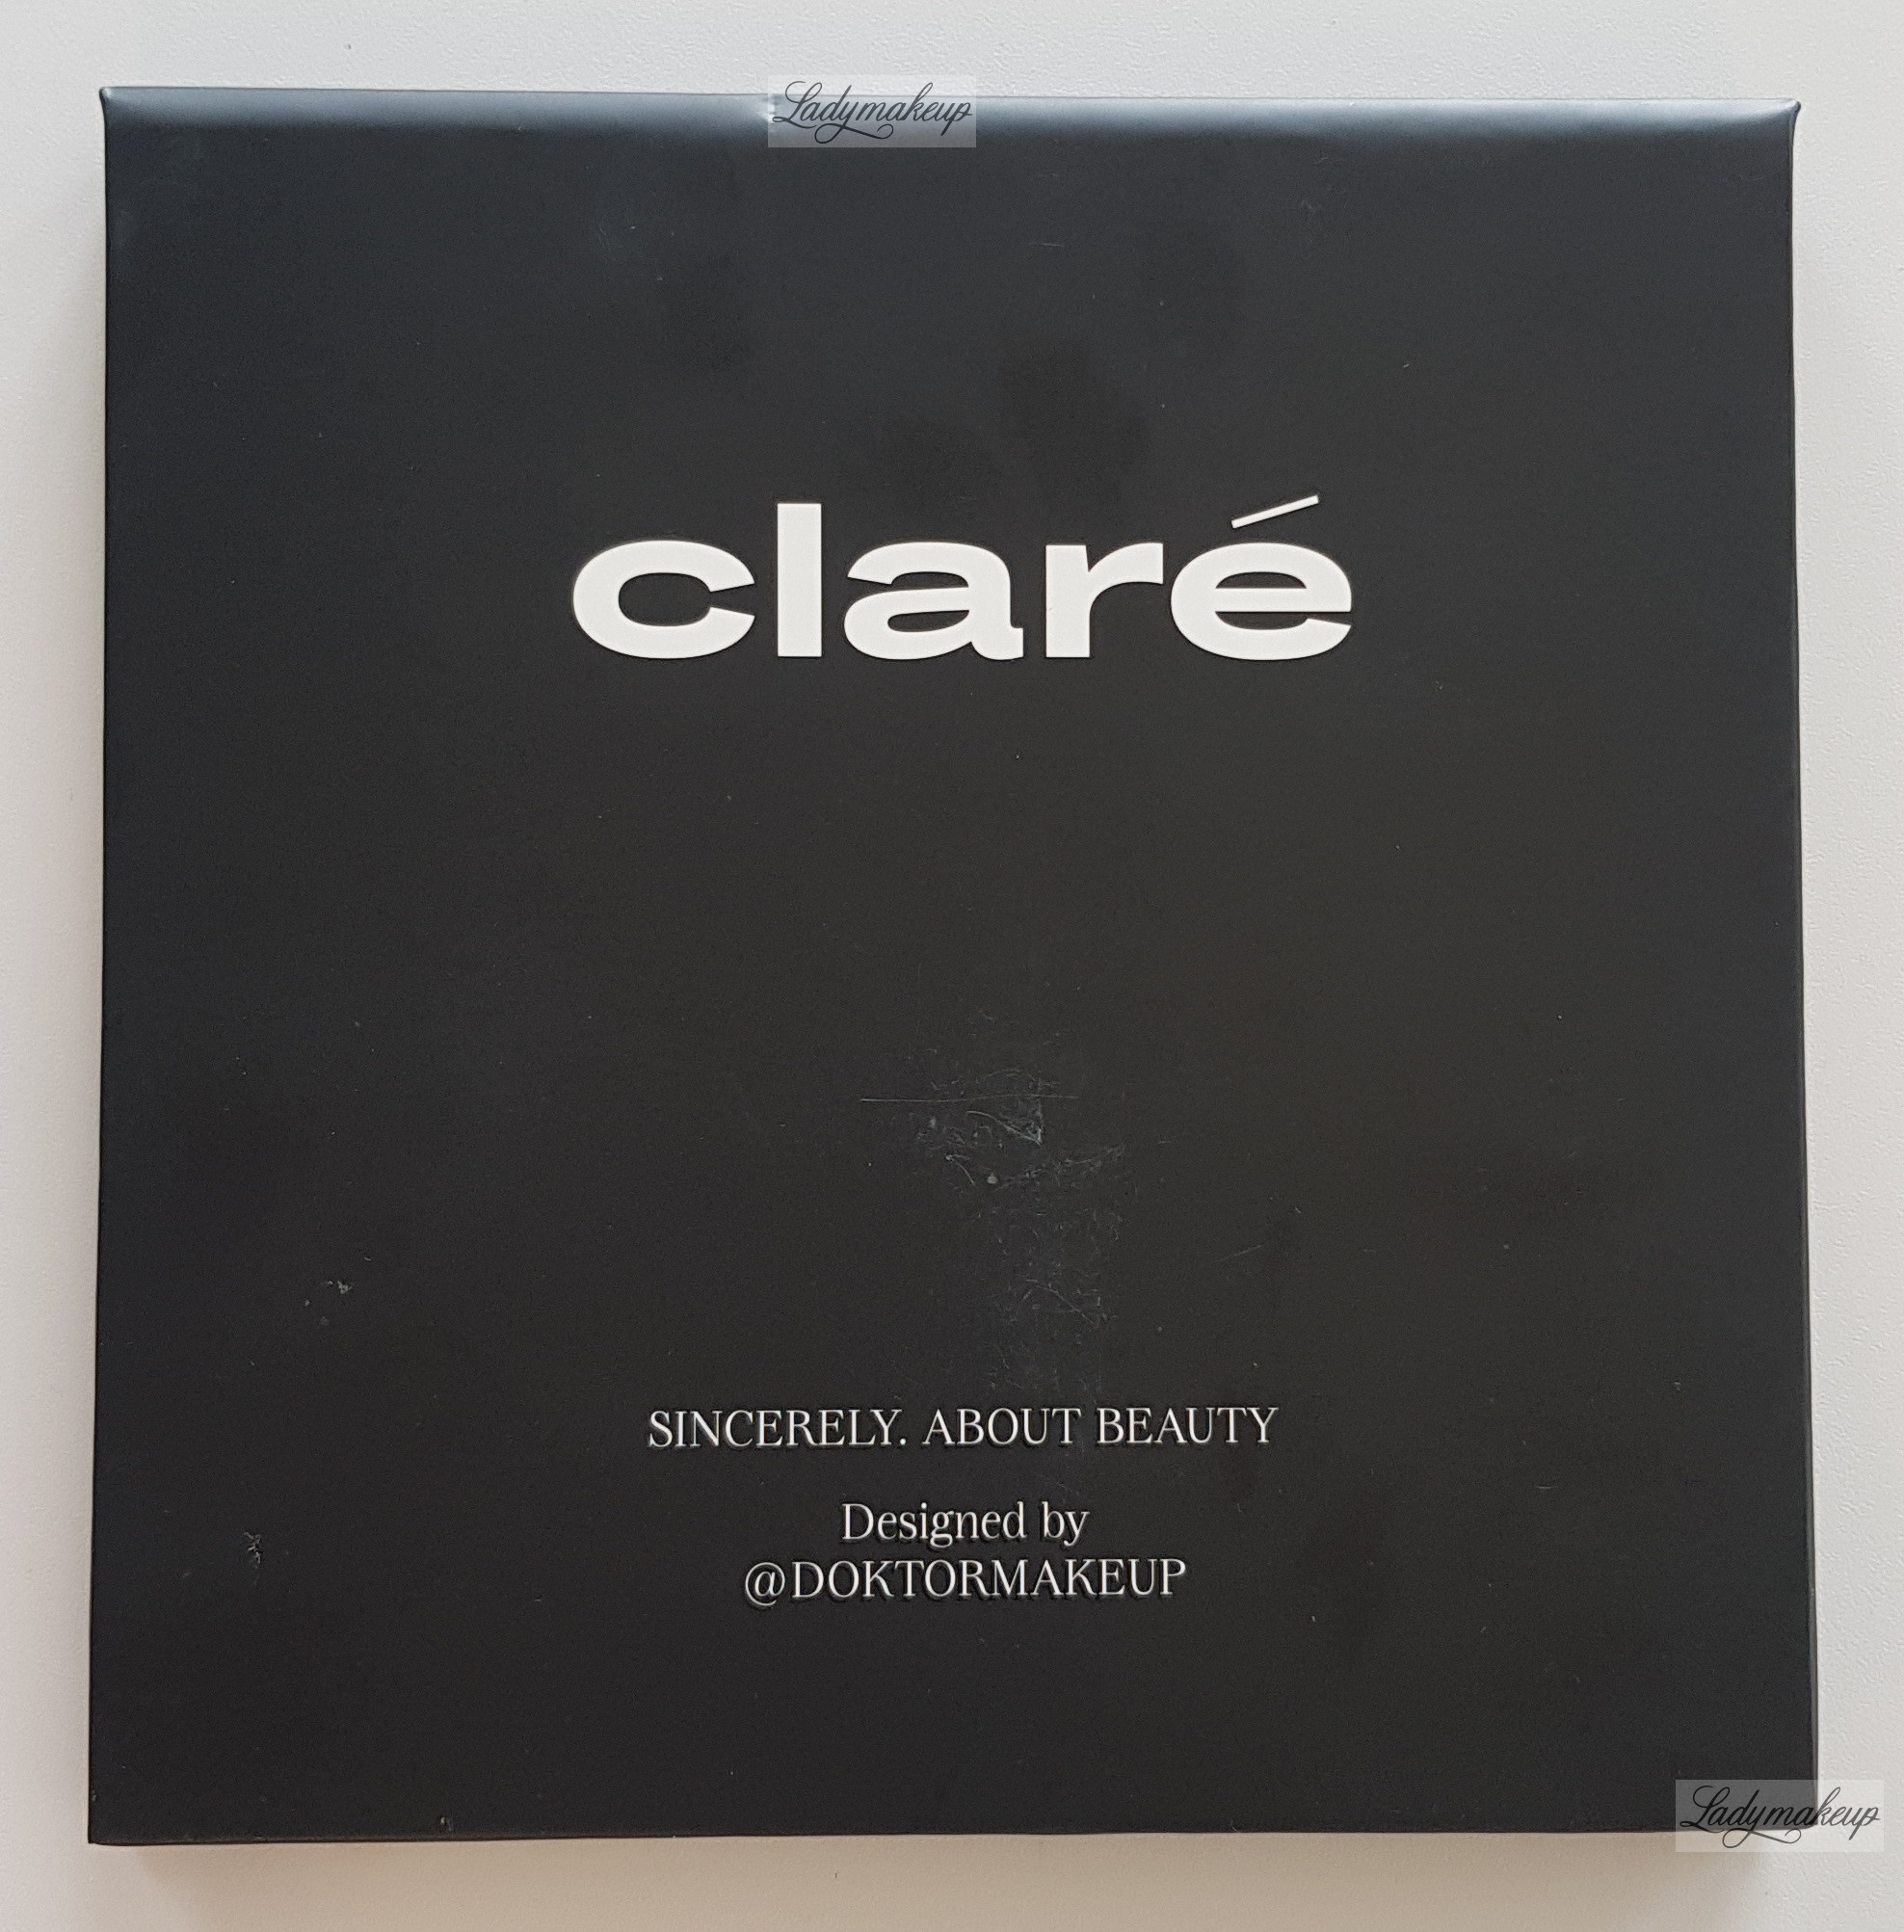 Ladymakeup
claré
SINCERELY. ABOUT BEAUTY
Designed by
@DOKTORMAKEUP
Ladymakeup